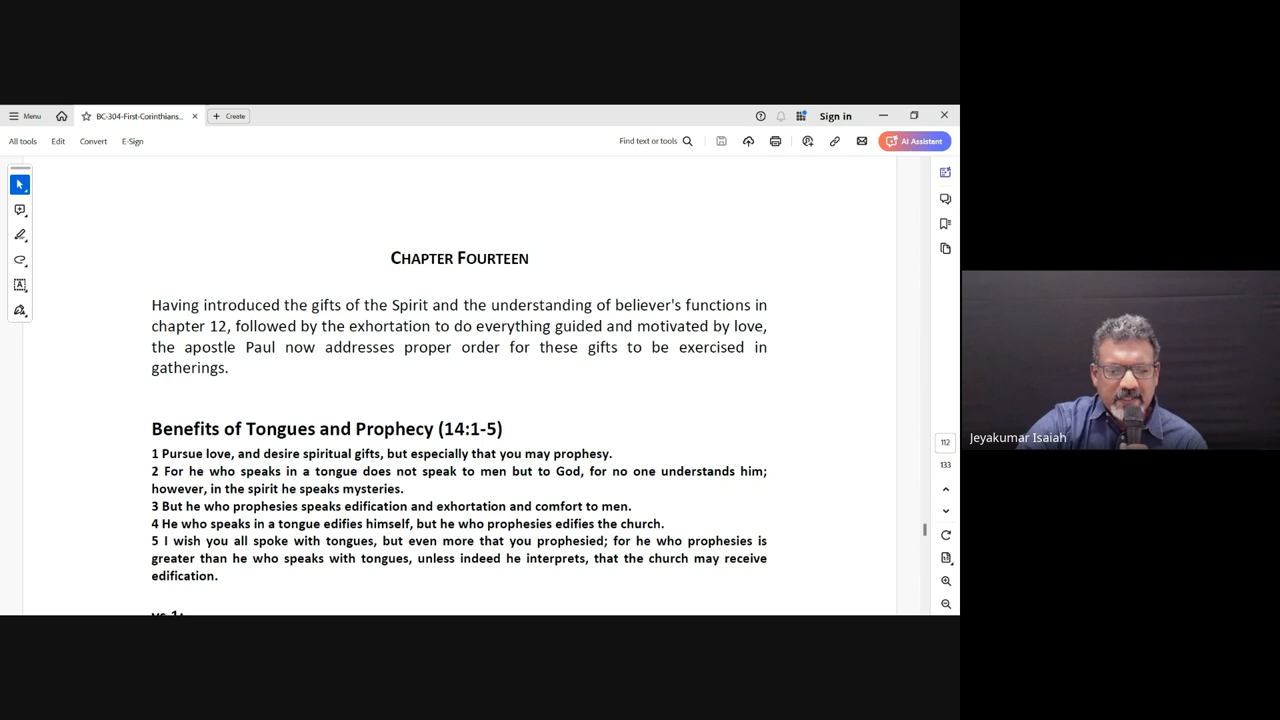 Menu
BC-304-First-Corinthians...
Create
Sign in
All tools
Edit
Convert
E-Sign
Find text or tools
AI Assistant
CHAPTER FOURTEEN
Having introduced the gifts of the Spirit and the understanding of believer's functions in
chapter 12, followed by the exhortation to do everything guided and motivated by love,
the apostle Paul now addresses proper order for these gifts to be exercised in
gatherings.
Benefits of Tongues and Prophecy (14:1-5)
1 Pursue love, and desire spiritual gifts, but especially that you may prophesy.
2 For he who speaks in a tongue does not speak to men but to God, for no one understands him;
however, in the spirit he speaks mysteries.
3 But he who prophesies speaks edification and exhortation and comfort to men.
4 He who speaks in a tongue edifies himself, but he who prophesies edifies the church.
5 I wish you all spoke with tongues, but even more that you prophesied; for he who prophesies is
greater than he who speaks with tongues, unless indeed he interprets, that the church may receive
edification.
vs 1:
112
133
Jeyakumar Isaiah